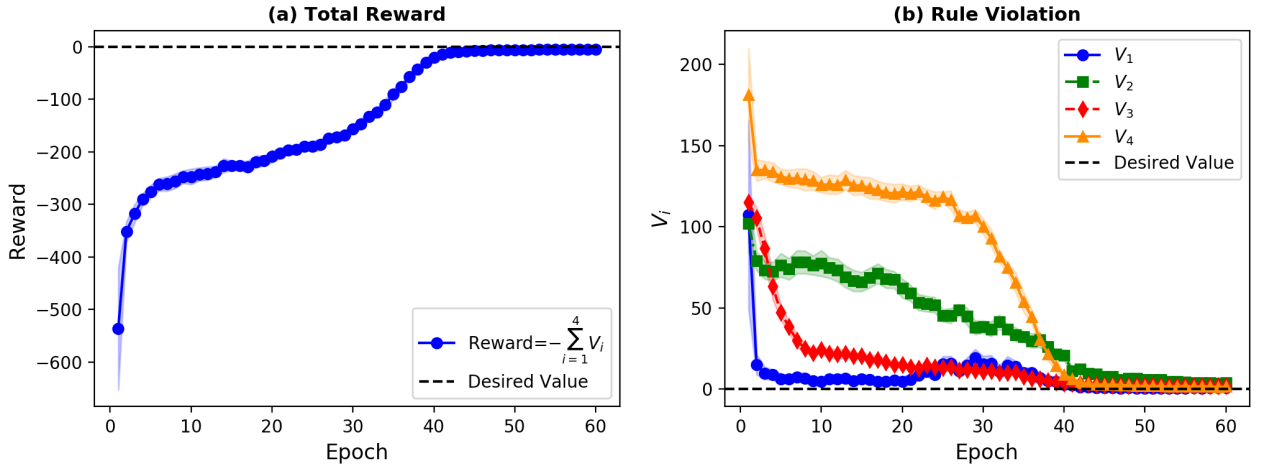 (a) Total Reward
0
−100
−200
−300
−400
−500
−600
Reward
0 10 20 30 40 50 60
Epoch
Reward=−∑_{i=1}^{4} V_i
Desired Value
(b) Rule Violation
200
150
100
50
0
V_i
0 10 20 30 40 50 60
Epoch
V_1
V_2
V_3
V_4
Desired Value